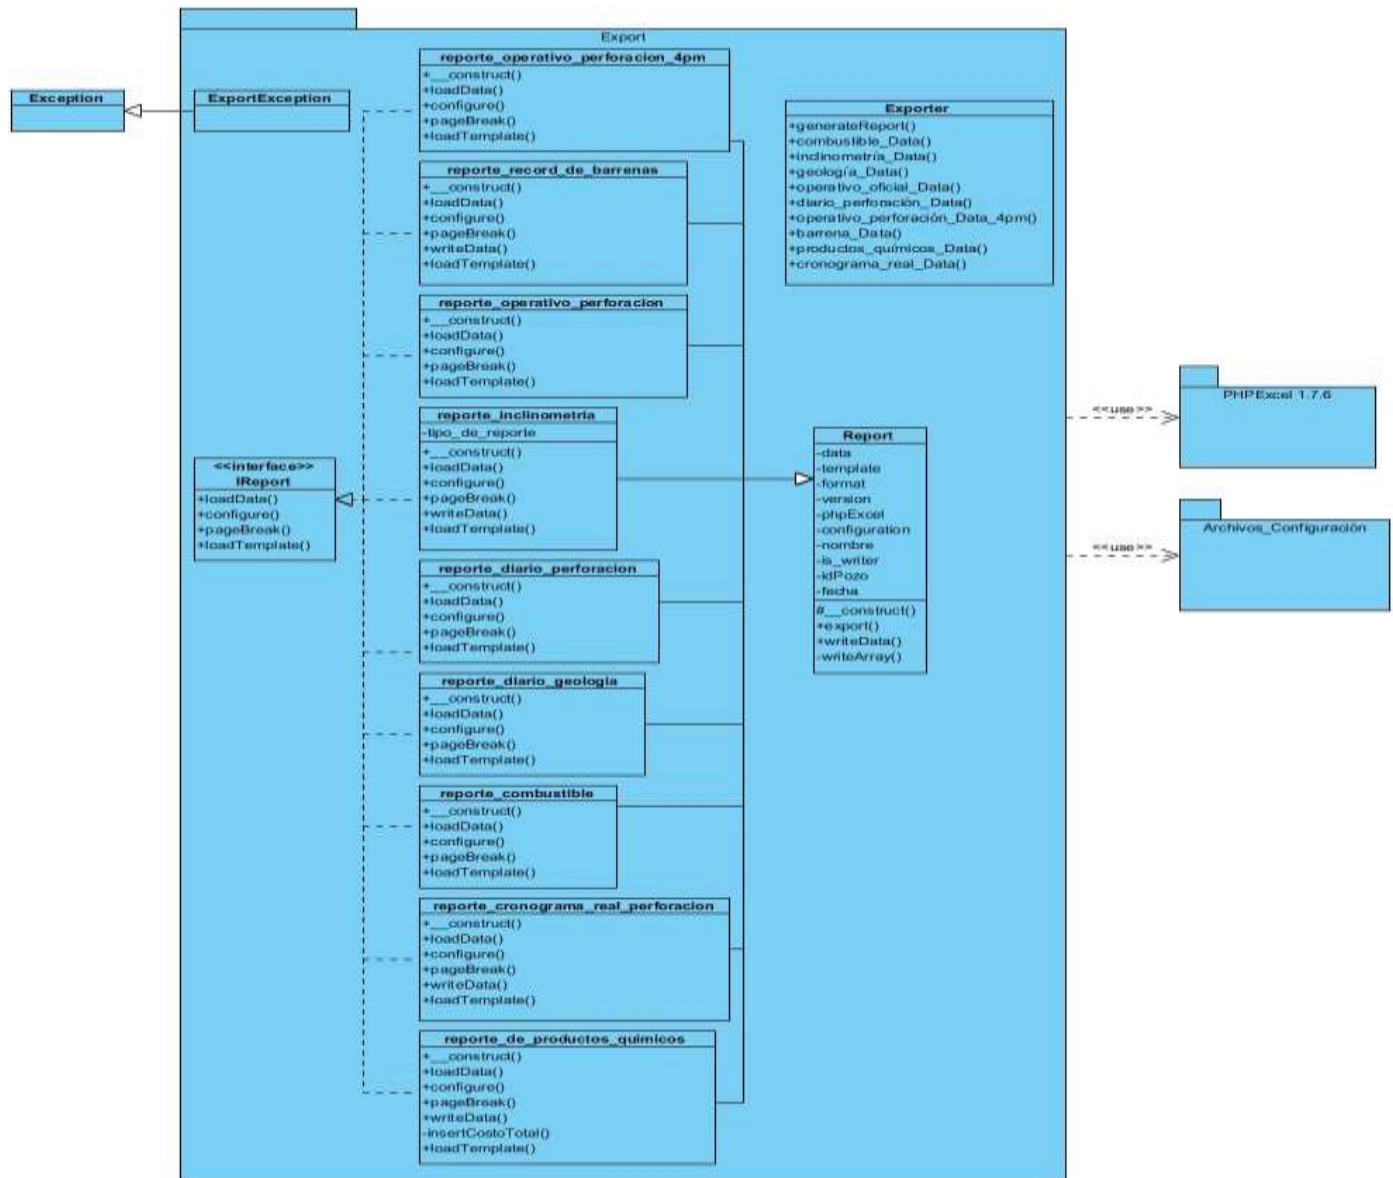 Export
Exception
ExportException
reporte_operativo_perforacion_4pm
+__construct()
+loadData()
+configure()
+pageBreak()
+loadTemplate()
reporte_record_de_barrenas
+__construct()
+loadData()
+configure()
+pageBreak()
+writeData()
+loadTemplate()
reporte_operativo_perforacion
+__construct()
+loadData()
+configure()
+pageBreak()
+loadTemplate()
reporte_inclinometria
-tipo_de_reporte
+__construct()
+loadData()
+configure()
+pageBreak()
+writeData()
+loadTemplate()
<<interface>>
IReport
+loadData()
+configure()
+pageBreak()
+loadTemplate()
reporte_diario_perforacion
+__construct()
+loadData()
+configure()
+pageBreak()
+loadTemplate()
reporte_diario_geologia
+__construct()
+loadData()
+configure()
+pageBreak()
+loadTemplate()
reporte_combustible
+__construct()
+loadData()
+configure()
+pageBreak()
+loadTemplate()
reporte_cronograma_real_perforacion
+__construct()
+loadData()
+configure()
+pageBreak()
+writeData()
+loadTemplate()
reporte_de_productos_quimicos
+__construct()
+loadData()
+configure()
+pageBreak()
+writeData()
-insertCostoTotal()
+loadTemplate()
Exporter
+generateReport()
+combustible_Data()
+inclinometría_Data()
+geología_Data()
+operativo_oficial_Data()
+diario_perforación_Data()
+operativo_perforación_Data_4pm()
+barrena_Data()
+productos_químicos_Data()
+cronograma_real_Data()
Report
-data
-template
-format
-version
-phpExcel
-configuration
-nombre
-is_writer
-idPozo
-fecha
#__construct()
+export()
+writeData()
-writeArray()
<<use>>
PHPExcel 1.7.6
<<use>>
Archivos_Configuración